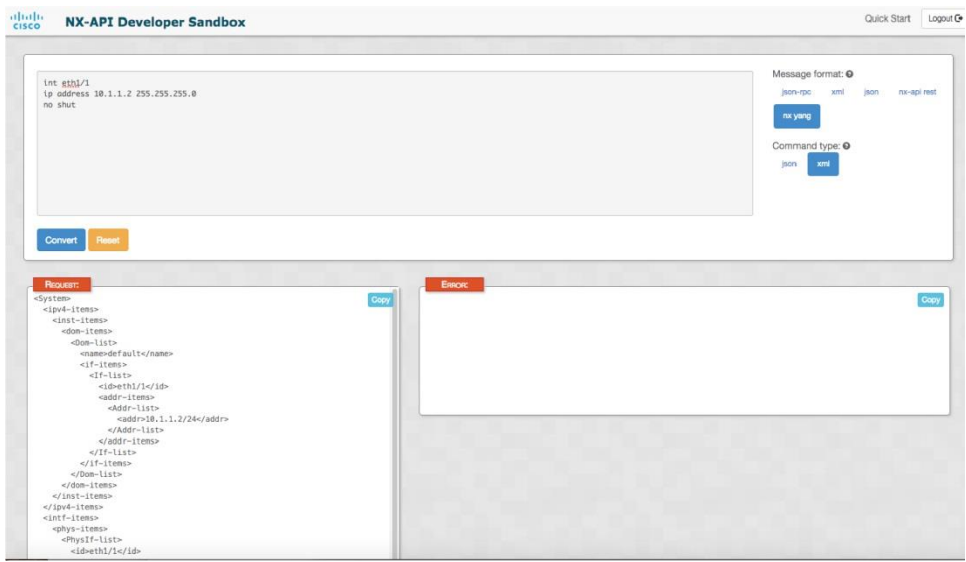 CISCO
NX-API Developer Sandbox
Quick Start
Logout
int eth1/1
ip address 10.1.1.2 255.255.255.0
no shut
Message format:
json-rpc xml json nx-api rest
nx yang
Command type:
json xml
Convert Reset
REQUEST:
Copy
<System>
<ipv4-items>
<inst-items>
<dom-items>
<Dom-list>
<name>default</name>
<if-items>
<If-list>
<id>eth1/1</id>
<addr-items>
<Addr-list>
<addr>10.1.1.2/24</addr>
</Addr-list>
</addr-items>
</If-list>
</if-items>
</Dom-list>
</dom-items>
</inst-items>
</ipv4-items>
<intf-items>
<phys-items>
<PhysIf-list>
<id>eth1/1</id>
ERROR:
Copy